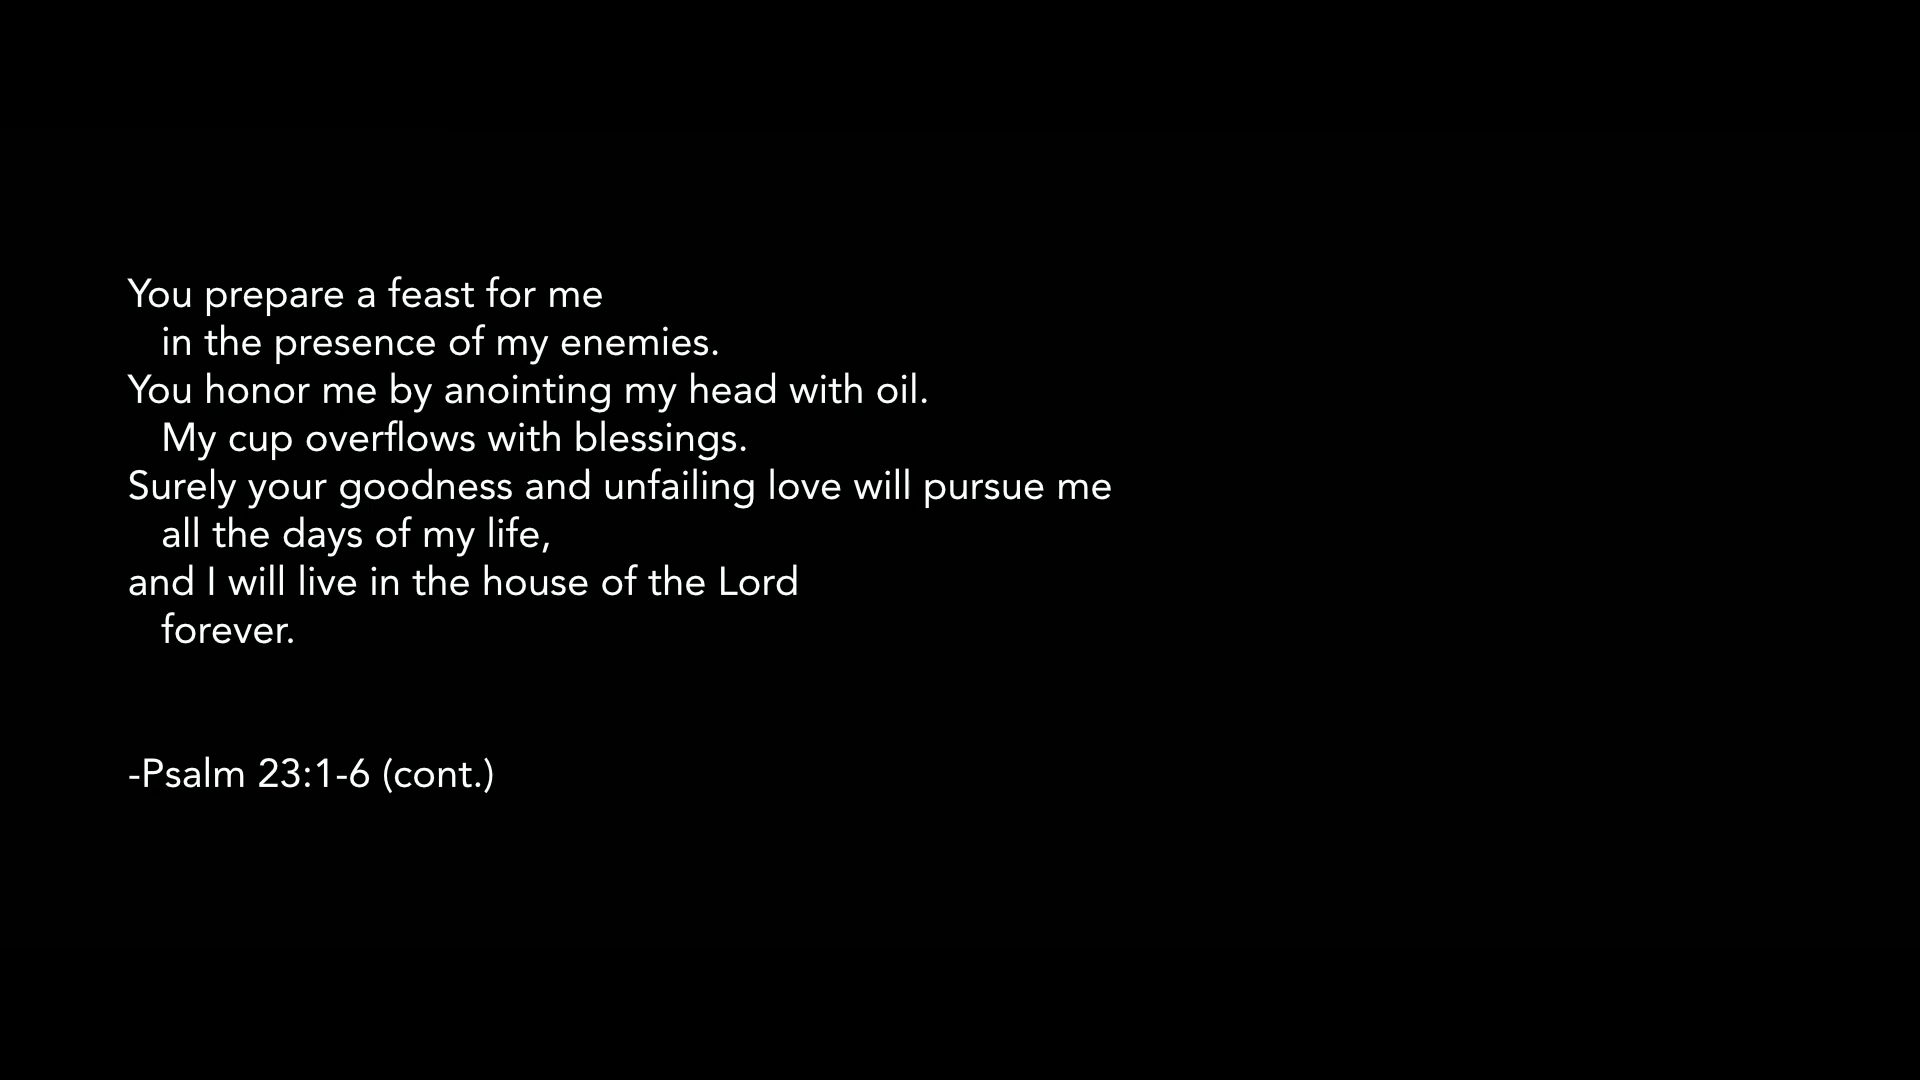 You prepare a feast for me
in the presence of my enemies.
You honor me by anointing my head with oil.
My cup overflows with blessings.
Surely your goodness and unfailing love will pursue me
all the days of my life,
and I will live in the house of the Lord
forever.
-Psalm 23:1-6 (cont.)